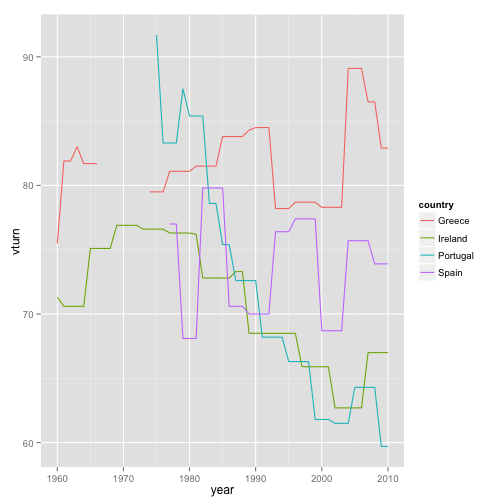 90
80
70
60
vturn
1960
1970
1980
1990
2000
2010
year
country
Greece
Ireland
Portugal
Spain